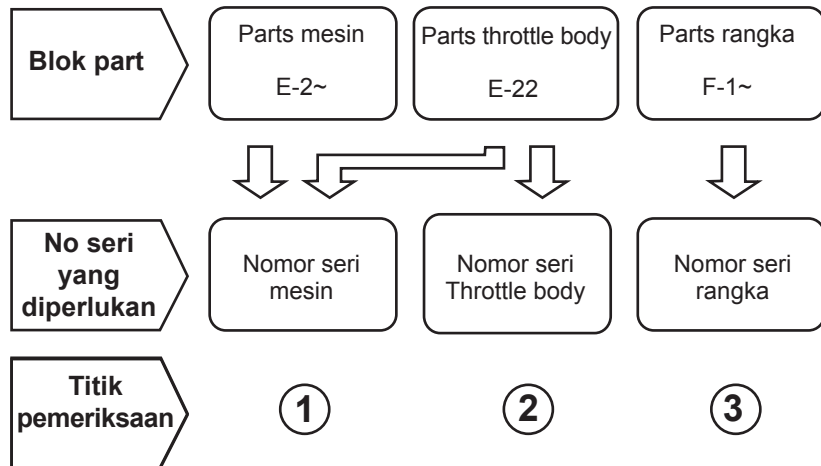 Blok part
Parts mesin
E-2~
Parts throttle body
E-22
Parts rangka
F-1~
No seri
yang
diperlukan
Nomor seri
mesin
Nomor seri
Throttle body
Nomor seri
rangka
Titik
pemeriksaan
1
2
3